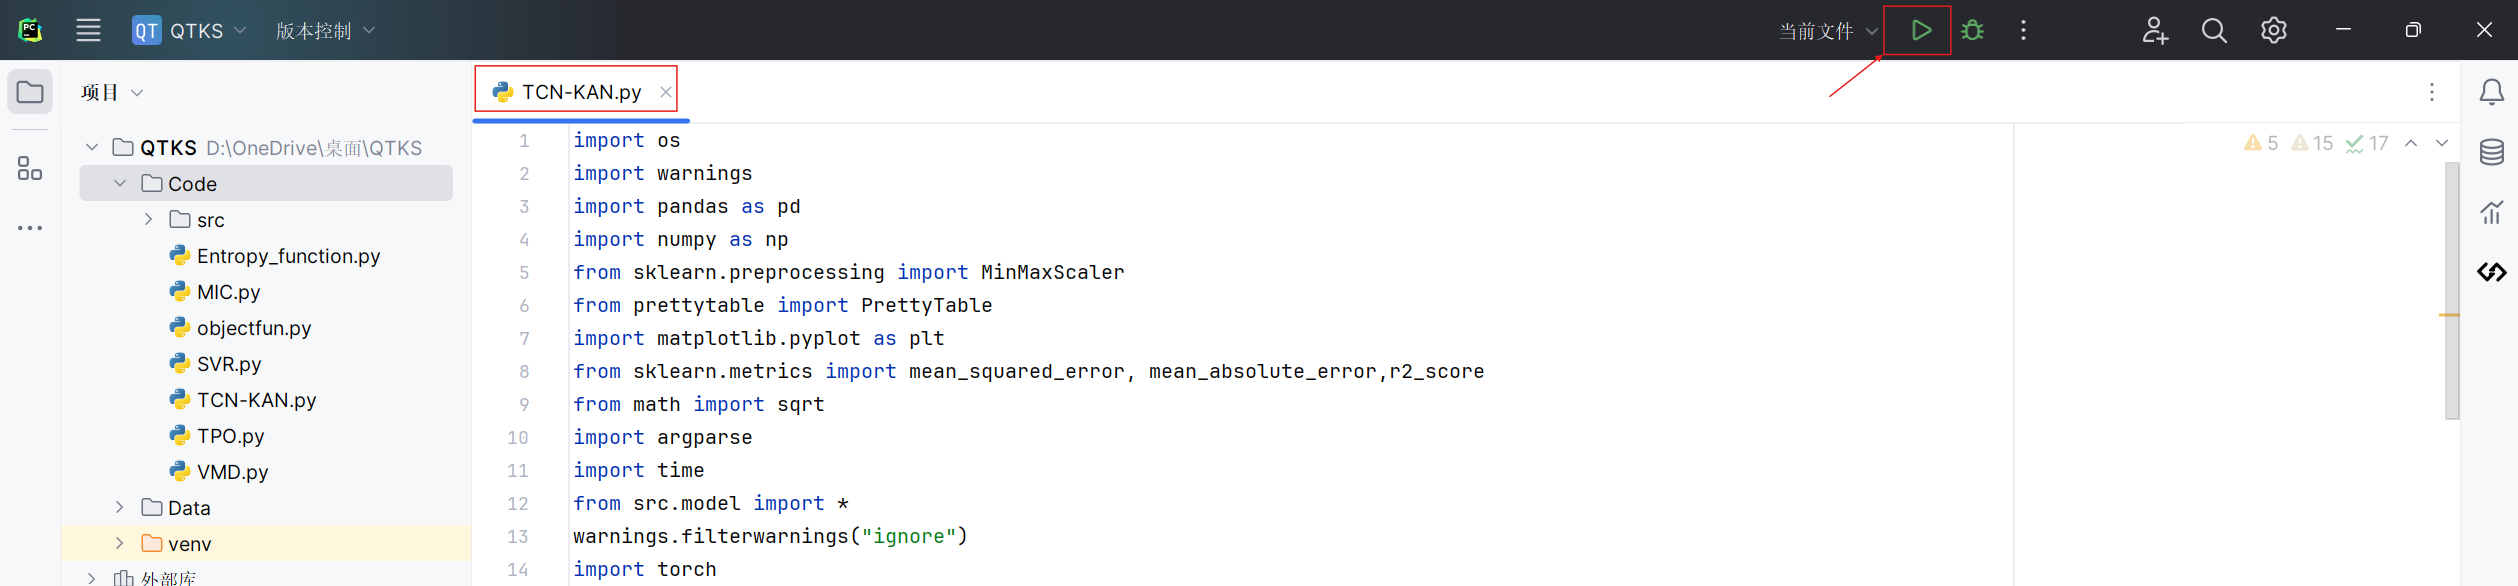 PC QT QTKS 版本控制 当前文件
项目
TCN-KAN.py
QTKS D:\OneDrive\桌面\QTKS
Code
src
Entropy_function.py
MIC.py
objectfun.py
SVR.py
TCN-KAN.py
TPO.py
VMD.py
Data
venv
外部库
5 15 17
1 import os
2 import warnings
3 import pandas as pd
4 import numpy as np
5 from sklearn.preprocessing import MinMaxScaler
6 from prettytable import PrettyTable
7 import matplotlib.pyplot as plt
8 from sklearn.metrics import mean_squared_error, mean_absolute_error,r2_score
9 from math import sqrt
10 import argparse
11 import time
12 from src.model import *
13 warnings.filterwarnings("ignore")
14 import torch